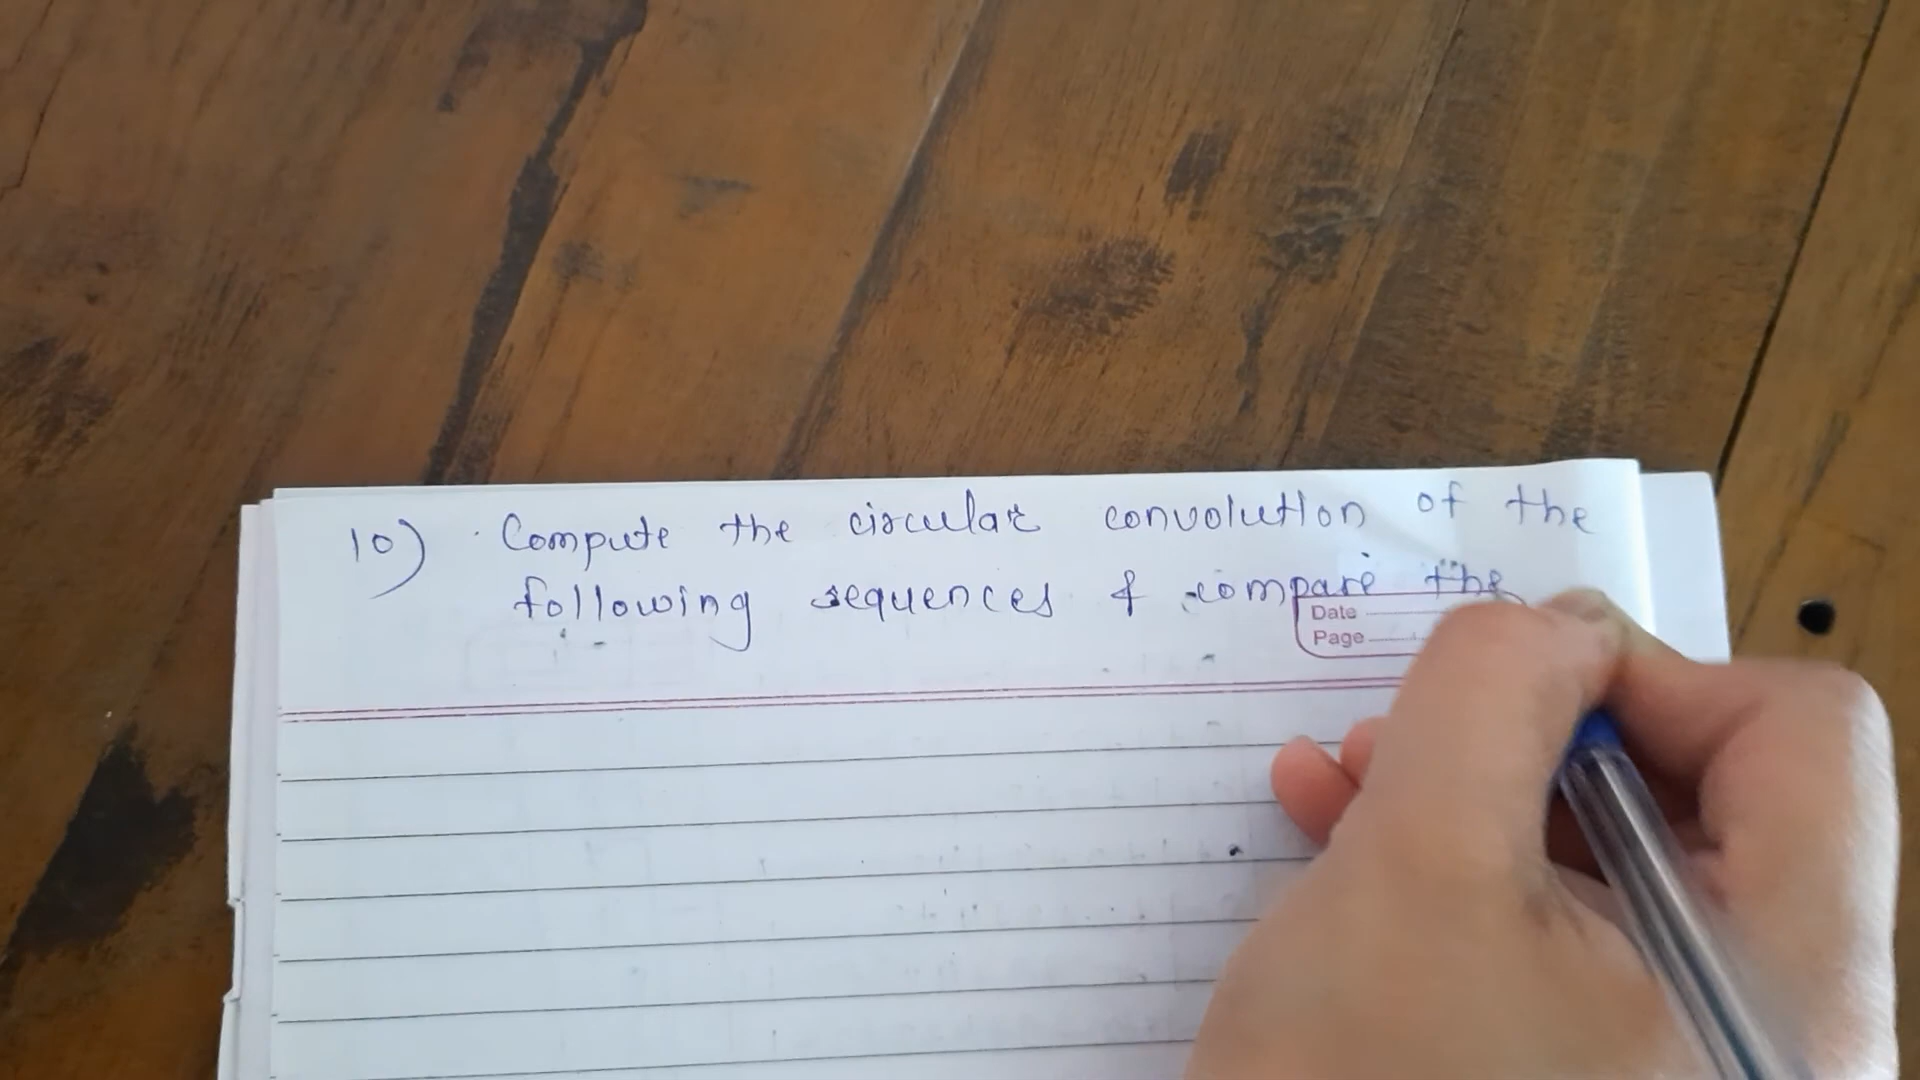 10) Compute the circular convolution of the
following sequences & compare the
Date
Page